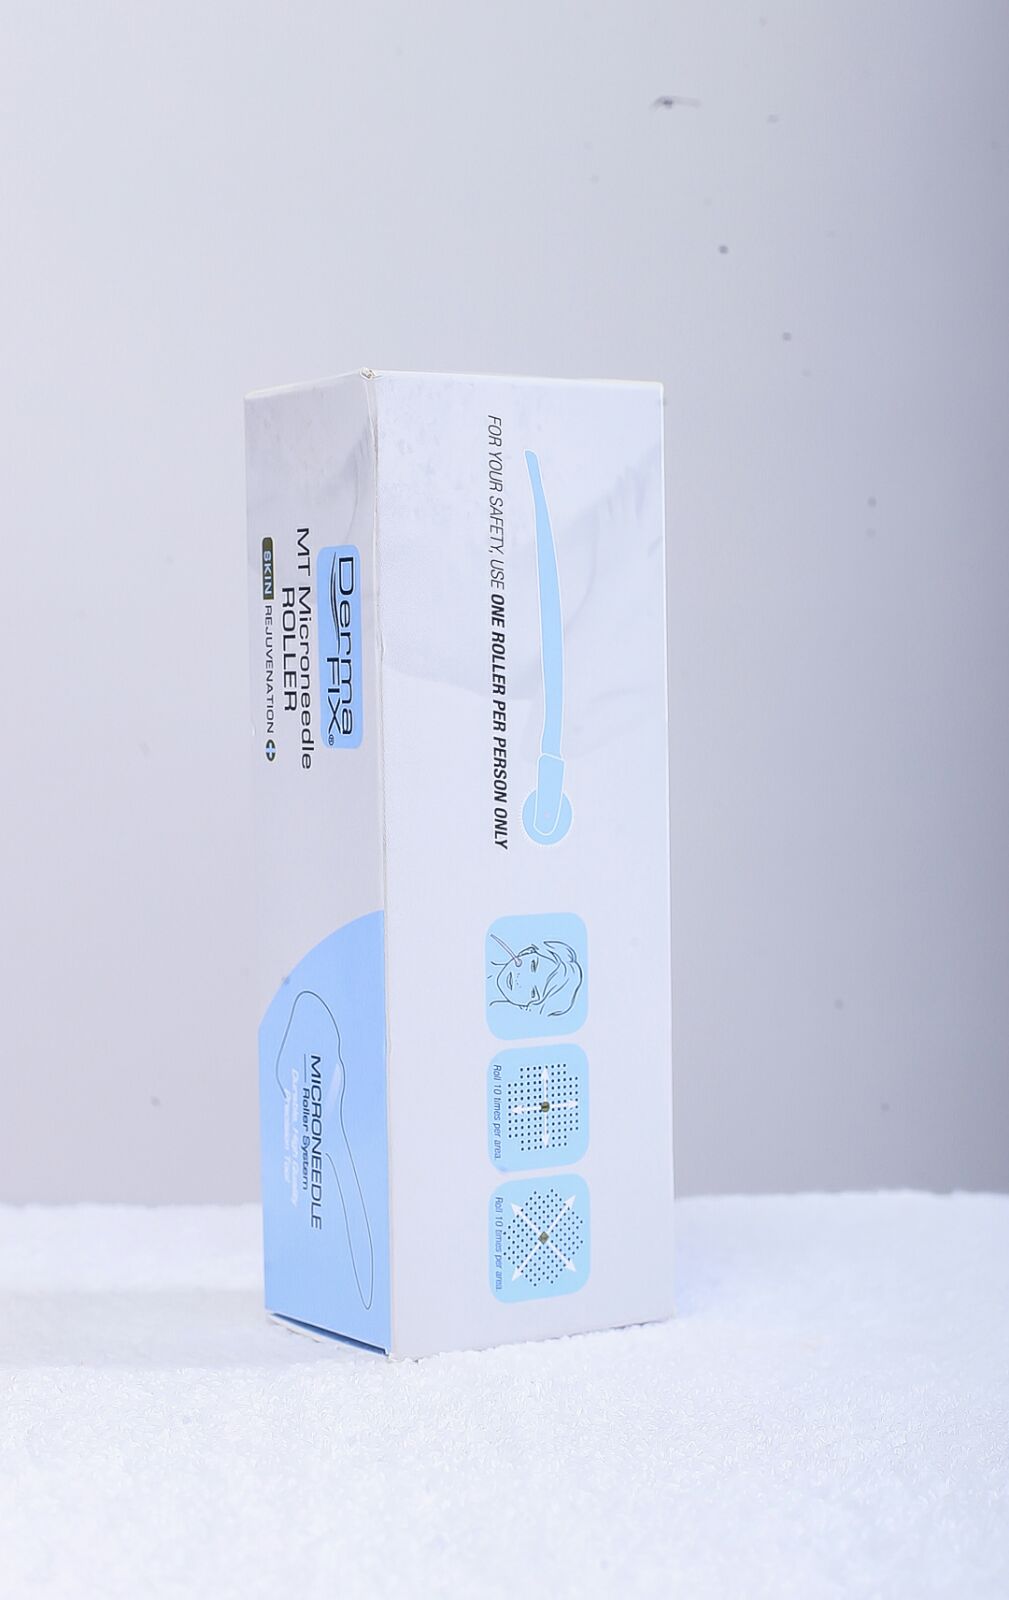 Derma
FIX®
MT Microneedle
ROLLER
SKIN REJUVENATION
MICRONEEDLE
Roller System
FOR YOUR SAFETY, USE ONE ROLLER PER PERSON ONLY
Roll 10 times per area.
Roll 10 times per area.